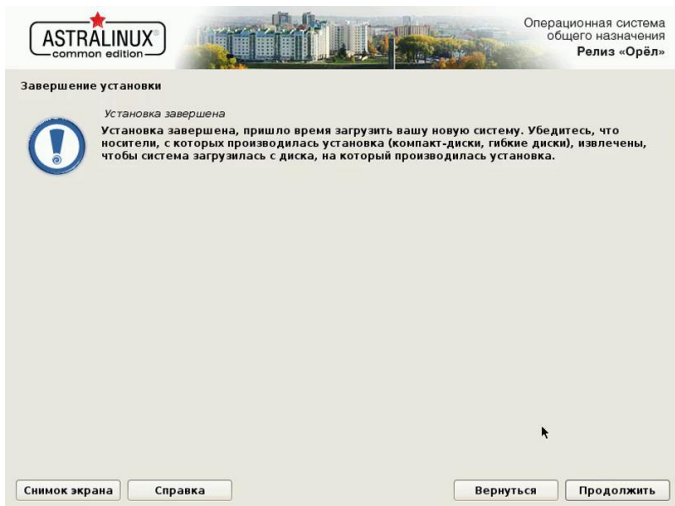 ASTRALINUX®
common edition
Операционная система
общего назначения
Релиз «Орёл»
Завершение установки
Установка завершена
Установка завершена, пришло время загрузить вашу новую систему. Убедитесь, что
носители, с которых производилась установка (компакт-диски, гибкие диски), извлечены,
чтобы система загрузилась с диска, на который производилась установка.
Снимок экрана
Справка
Вернуться
Продолжить